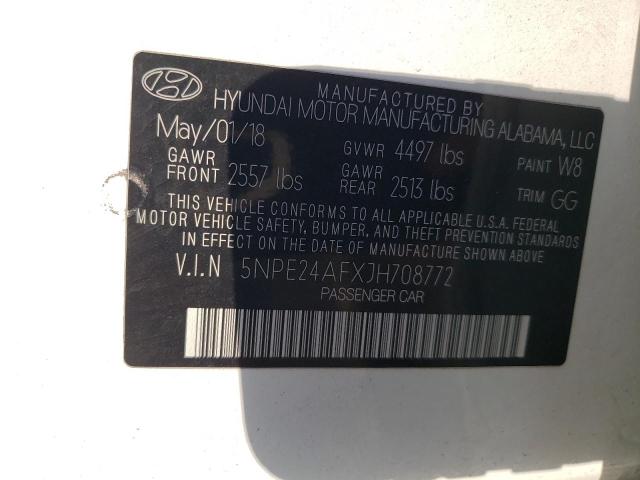 MANUFACTURED BY
HYUNDAI MOTOR MANUFACTURING ALABAMA, LLC
May/01/18 GVWR 4497 lbs PAINT W8
GAWR FRONT 2557 lbs GAWR REAR 2513 lbs TRIM GG
THIS VEHICLE CONFORMS TO ALL APPLICABLE U.S.A. FEDERAL
MOTOR VEHICLE SAFETY, BUMPER, AND THEFT PREVENTION STANDARDS
IN EFFECT ON THE DATE OF MANUFACTURE SHOWN ABOVE
V.I.N 5NPE24AFXJH708772
PASSENGER CAR